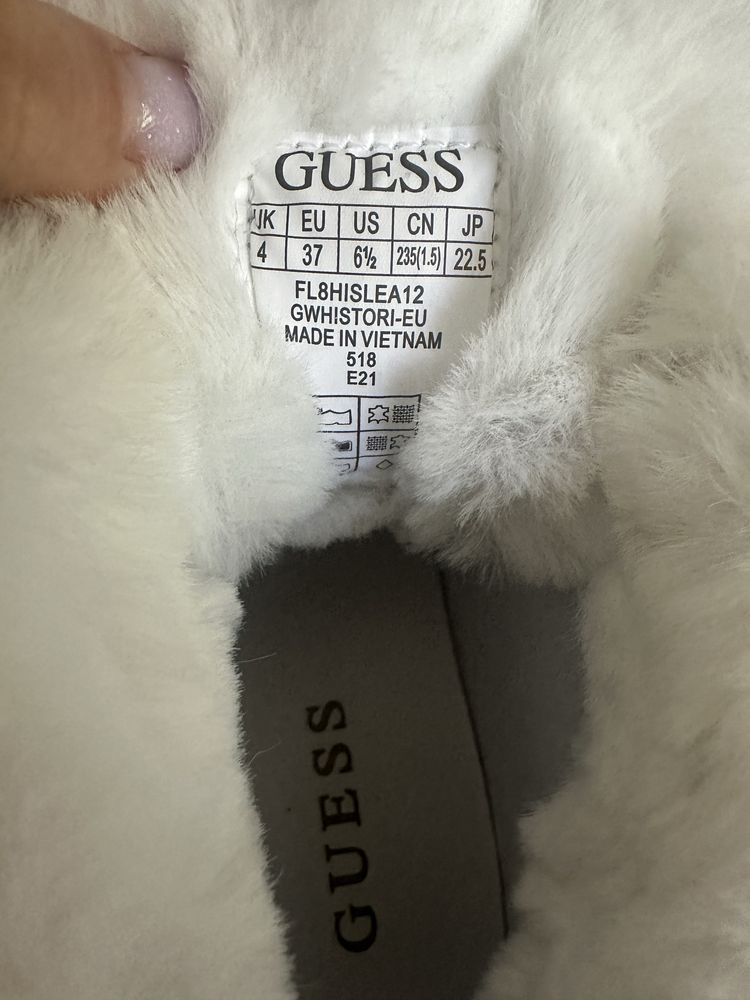 GUESS
UK EU US CN JP
4 37 6½ 235(1.5) 22.5
FL8HISLEA12
GWHISTORI-EU
MADE IN VIETNAM
518
E21
GUESS